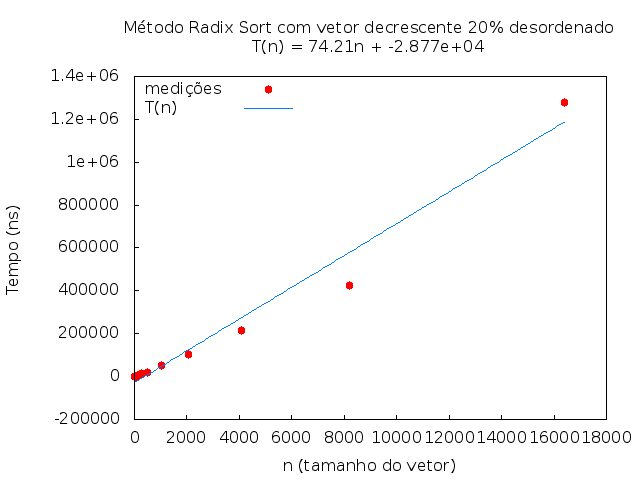 Método Radix Sort com vetor decrescente 20% desordenado
T(n) = 74.21n + -2.877e+04
1.4e+06
1.2e+06
1e+06
800000
600000
400000
200000
0
-200000
Tempo (ns)
medições
T(n)
0 2000 4000 6000 8000 10000 12000 14000 16000 18000
n (tamanho do vetor)